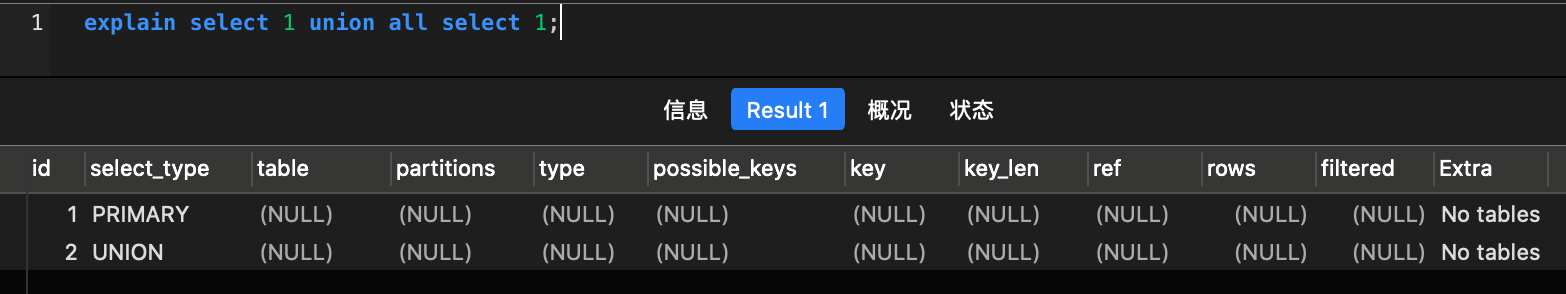 1 explain select 1 union all select 1;
信息 Result 1 概况 状态
id select_type table partitions type possible_keys key key_len ref rows filtered Extra
1 PRIMARY (NULL) (NULL) (NULL) (NULL) (NULL) (NULL) (NULL) (NULL) (NULL) No tables
2 UNION (NULL) (NULL) (NULL) (NULL) (NULL) (NULL) (NULL) (NULL) (NULL) No tables